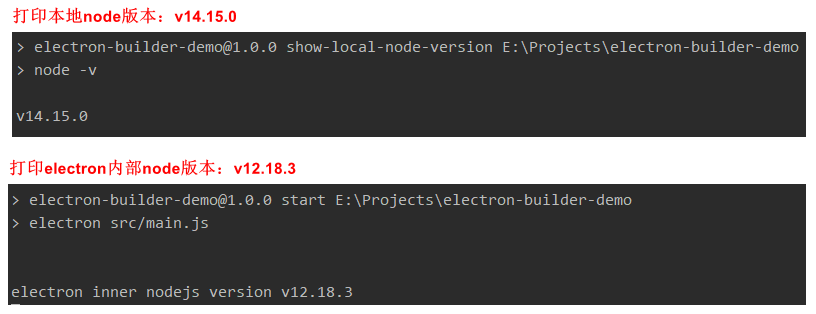 打印本地node版本：v14.15.0
> electron-builder-demo@1.0.0 show-local-node-version E:\Projects\electron-builder-demo
> node -v
v14.15.0
打印electron内部node版本：v12.18.3
> electron-builder-demo@1.0.0 start E:\Projects\electron-builder-demo
> electron src/main.js
electron inner nodejs version v12.18.3